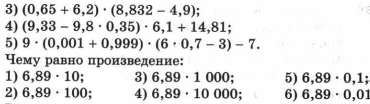 3) (0,65 + 6,2) · (8,832 − 4,9);
4) (9,33 − 9,8 · 0,35) · 6,1 + 14,81;
5) 9 · (0,001 + 0,999) · (6 · 0,7 − 3) − 7.
Чему равно произведение:
1) 6,89 · 10; 3) 6,89 · 1 000; 5) 6,89 · 0,1;
2) 6,89 · 100; 4) 6,89 · 10 000; 6) 6,89 · 0,01